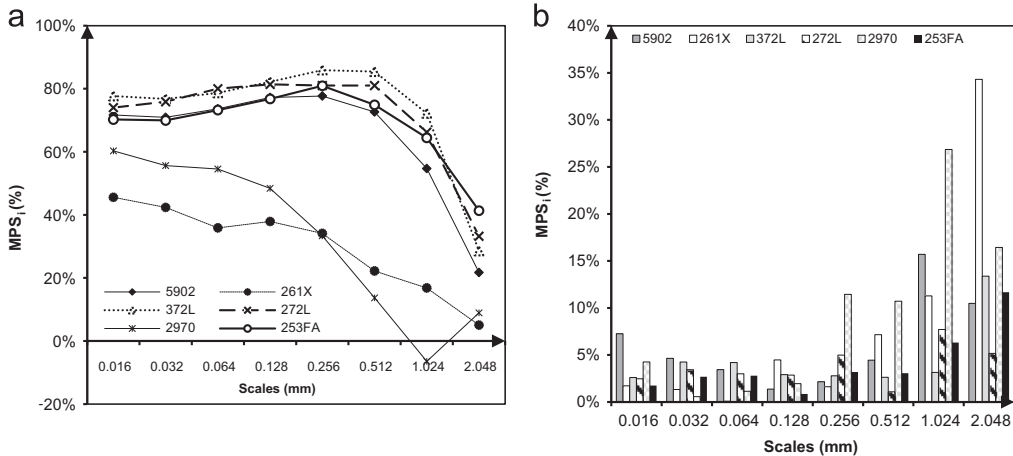 a
100%
80%
60%
40%
20%
0%
-20%
MPSi (%)
5902 261X
372L 272L
2970 253FA
0.016 0.032 0.064 0.128 0.256 0.512 1.024 2.048
Scales (mm)
b
5902 261X 372L 272L 2970 253FA
40%
35%
30%
25%
20%
15%
10%
5%
0%
MPSi (%)
0.016 0.032 0.064 0.128 0.256 0.512 1.024 2.048
Scales (mm)